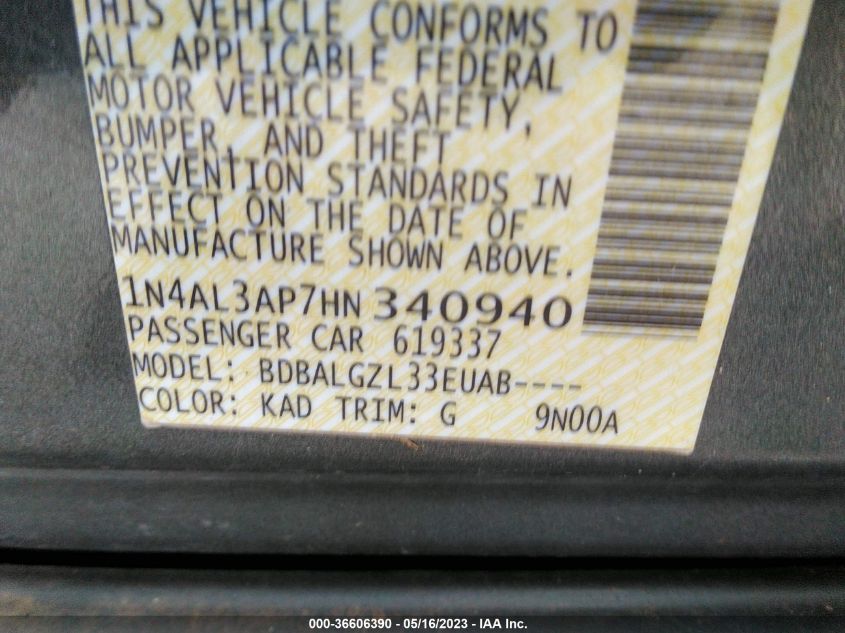 THIS VEHICLE CONFORMS TO
ALL APPLICABLE FEDERAL
MOTOR VEHICLE SAFETY,
BUMPER, AND THEFT
PREVENTION STANDARDS IN
EFFECT ON THE DATE OF
MANUFACTURE SHOWN ABOVE.
1N4AL3AP7HN340940
PASSENGER CAR 619337
MODEL: BDBALGZL33EUAB----
COLOR: KAD TRIM: G 9N00A
000-36606390 - 05/16/2023 - IAA Inc.